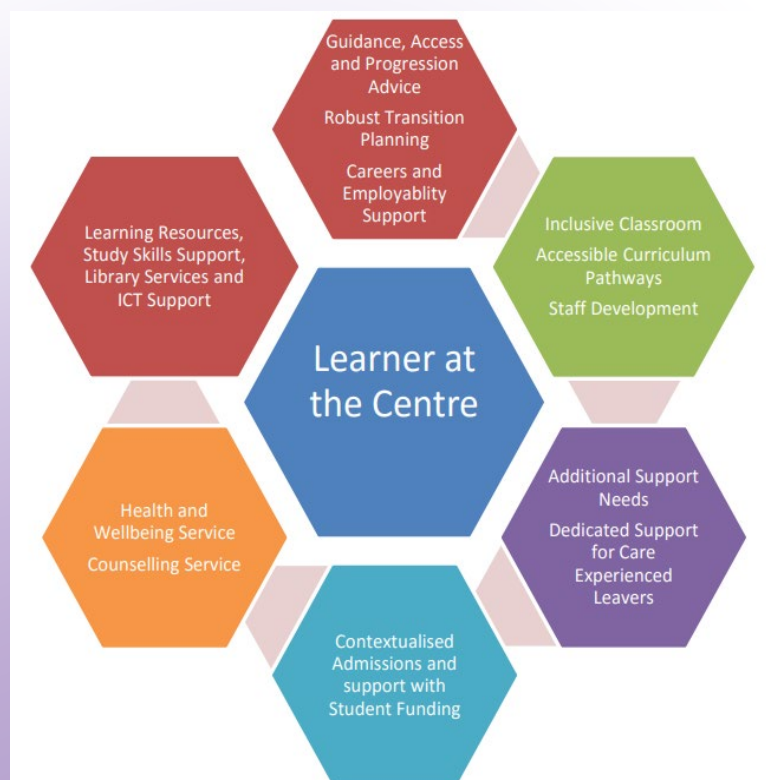 Guidance, Access
and Progression
Advice
Robust Transition
Planning
Careers and
Employablity
Support
Inclusive Classroom
Accessible Curriculum
Pathways
Staff Development
Additional Support
Needs
Dedicated Support
for Care
Experienced
Leavers
Contextualised
Admissions and
support with
Student Funding
Health and
Wellbeing Service
Counselling Service
Learning Resources,
Study Skills Support,
Library Services and
ICT Support
Learner at
the Centre